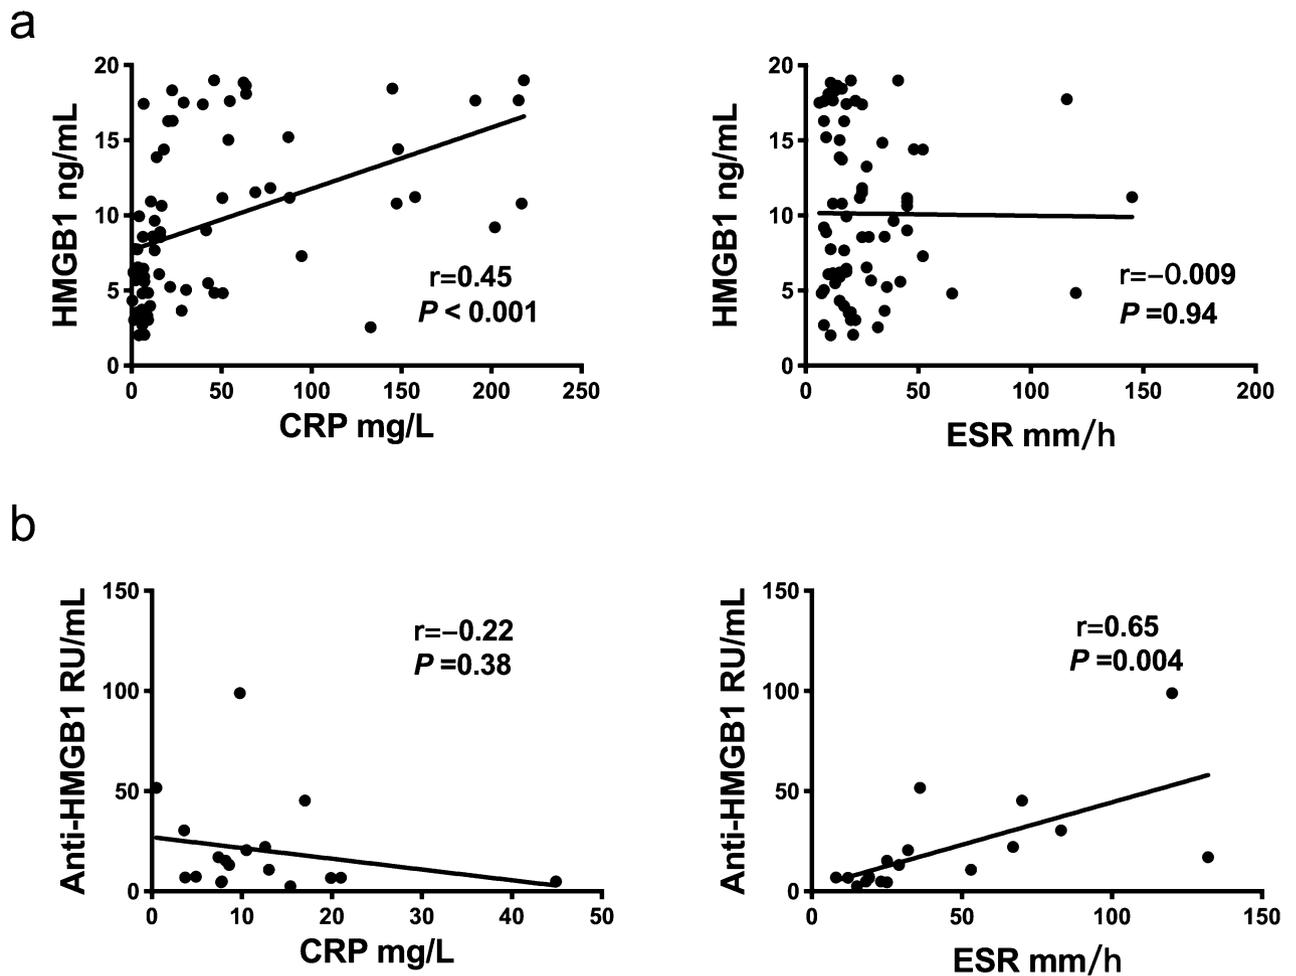 a
HMGB1 ng/mL
20
15
10
5
0
0 50 100 150 200 250
CRP mg/L
r=0.45
P < 0.001
HMGB1 ng/mL
20
15
10
5
0
0 50 100 150 200
ESR mm/h
r=−0.009
P =0.94
b
Anti-HMGB1 RU/mL
150
100
50
0
0 10 20 30 40 50
CRP mg/L
r=−0.22
P =0.38
Anti-HMGB1 RU/mL
150
100
50
0
0 50 100 150
ESR mm/h
r=0.65
P =0.004